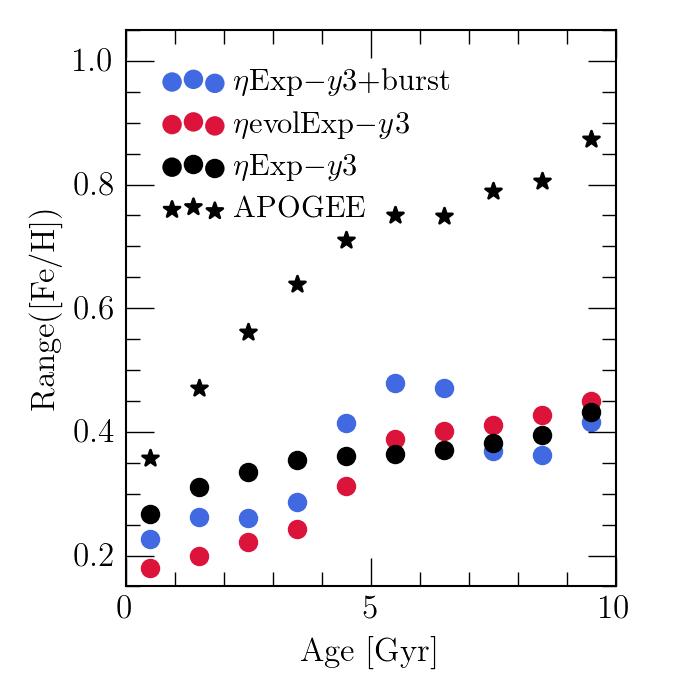 1.0
0.8
0.6
0.4
0.2
0
5
10
Range([Fe/H])
Age [Gyr]
ηExp−y3+burst
ηevolExp−y3
ηExp−y3
APOGEE